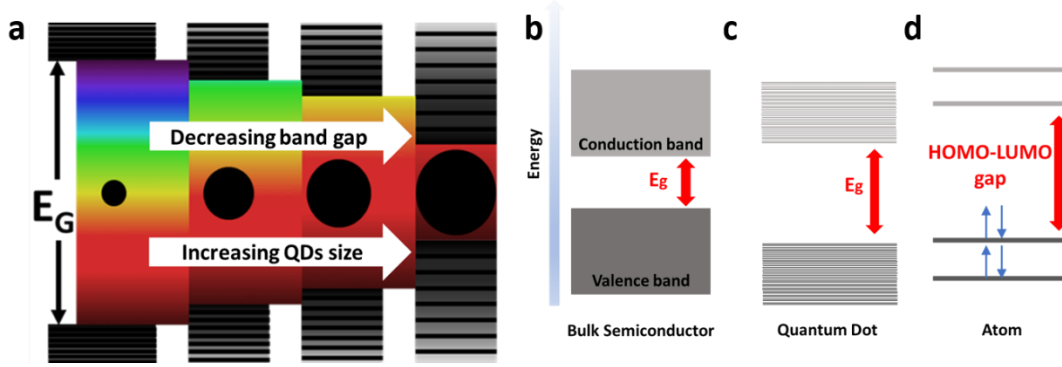 a
Decreasing band gap
E_G
Increasing QDs size
b
Energy
Conduction band
Eg
Valence band
Bulk Semiconductor
c
Eg
Quantum Dot
d
HOMO-LUMO
gap
Atom